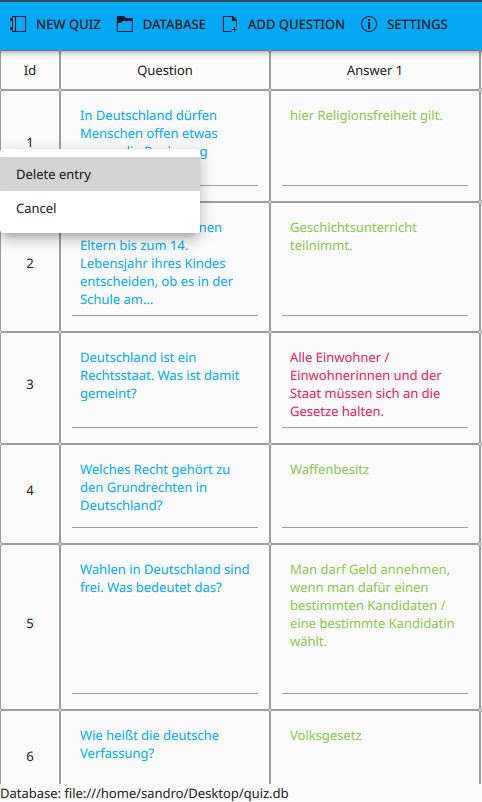 NEW QUIZ DATABASE ADD QUESTION SETTINGS
Id Question Answer 1
1
In Deutschland dürfen
Menschen offen etwas
hier Religionsfreiheit gilt.
Delete entry
Cancel
2
Eltern bis zum 14.
Lebensjahr ihres Kindes
entscheiden, ob es in der
Schule am...
Geschichtsunterricht
teilnimmt.
3
Deutschland ist ein
Rechtsstaat. Was ist damit
gemeint?
Alle Einwohner /
Einwohnerinnen und der
Staat müssen sich an die
Gesetze halten.
4
Welches Recht gehört zu
den Grundrechten in
Deutschland?
Waffenbesitz
5
Wahlen in Deutschland sind
frei. Was bedeutet das?
Man darf Geld annehmen,
wenn man dafür einen
bestimmten Kandidaten /
eine bestimmte Kandidatin
wählt.
6
Wie heißt die deutsche
Verfassung?
Volksgesetz
Database: file:///home/sandro/Desktop/quiz.db